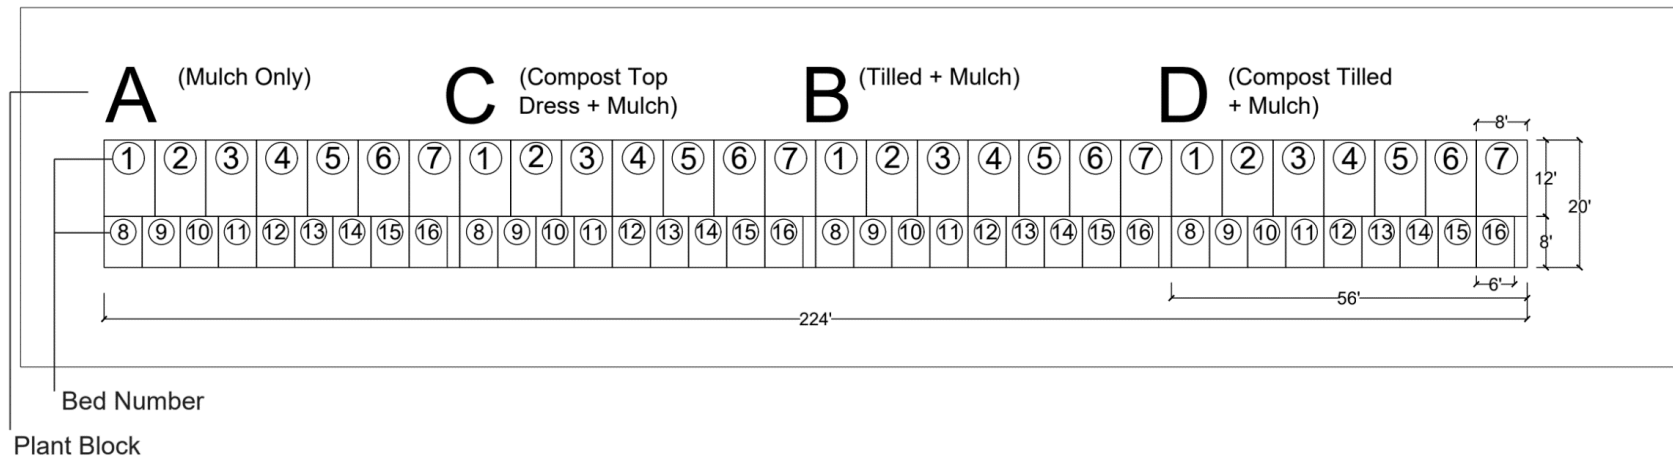 A (Mulch Only)
C (Compost Top
Dress + Mulch)
B (Tilled + Mulch)
D (Compost Tilled
+ Mulch)
8'
1 2 3 4 5 6 7 1 2 3 4 5 6 7 1 2 3 4 5 6 7 1 2 3 4 5 6 7
12'
20'
8 9 10 11 12 13 14 15 16 8 9 10 11 12 13 14 15 16 8 9 10 11 12 13 14 15 16 8 9 10 11 12 13 14 15 16
8'
6'
56'
224'
Bed Number
Plant Block